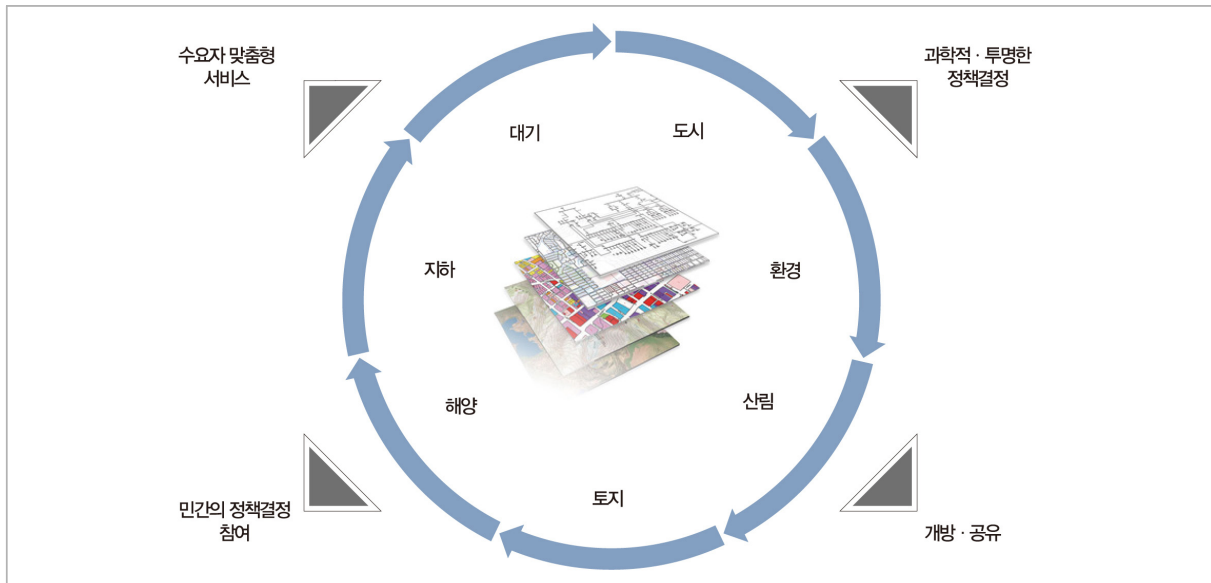 수요자 맞춤형
서비스
과학적 · 투명한
정책결정
대기
도시
지하
환경
해양
산림
토지
민간의 정책결정
참여
개방 · 공유